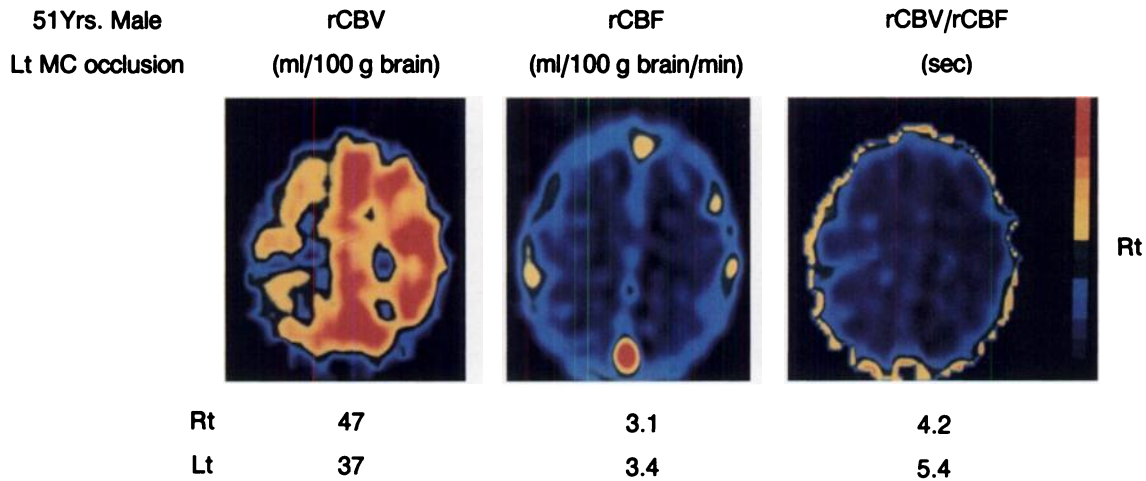 51Yrs. Male rCBV rCBF rCBV/rCBF
Lt MC occlusion (ml/100 g brain) (ml/100 g brain/min) (sec)
Rt
Rt 47 3.1 4.2
Lt 37 3.4 5.4